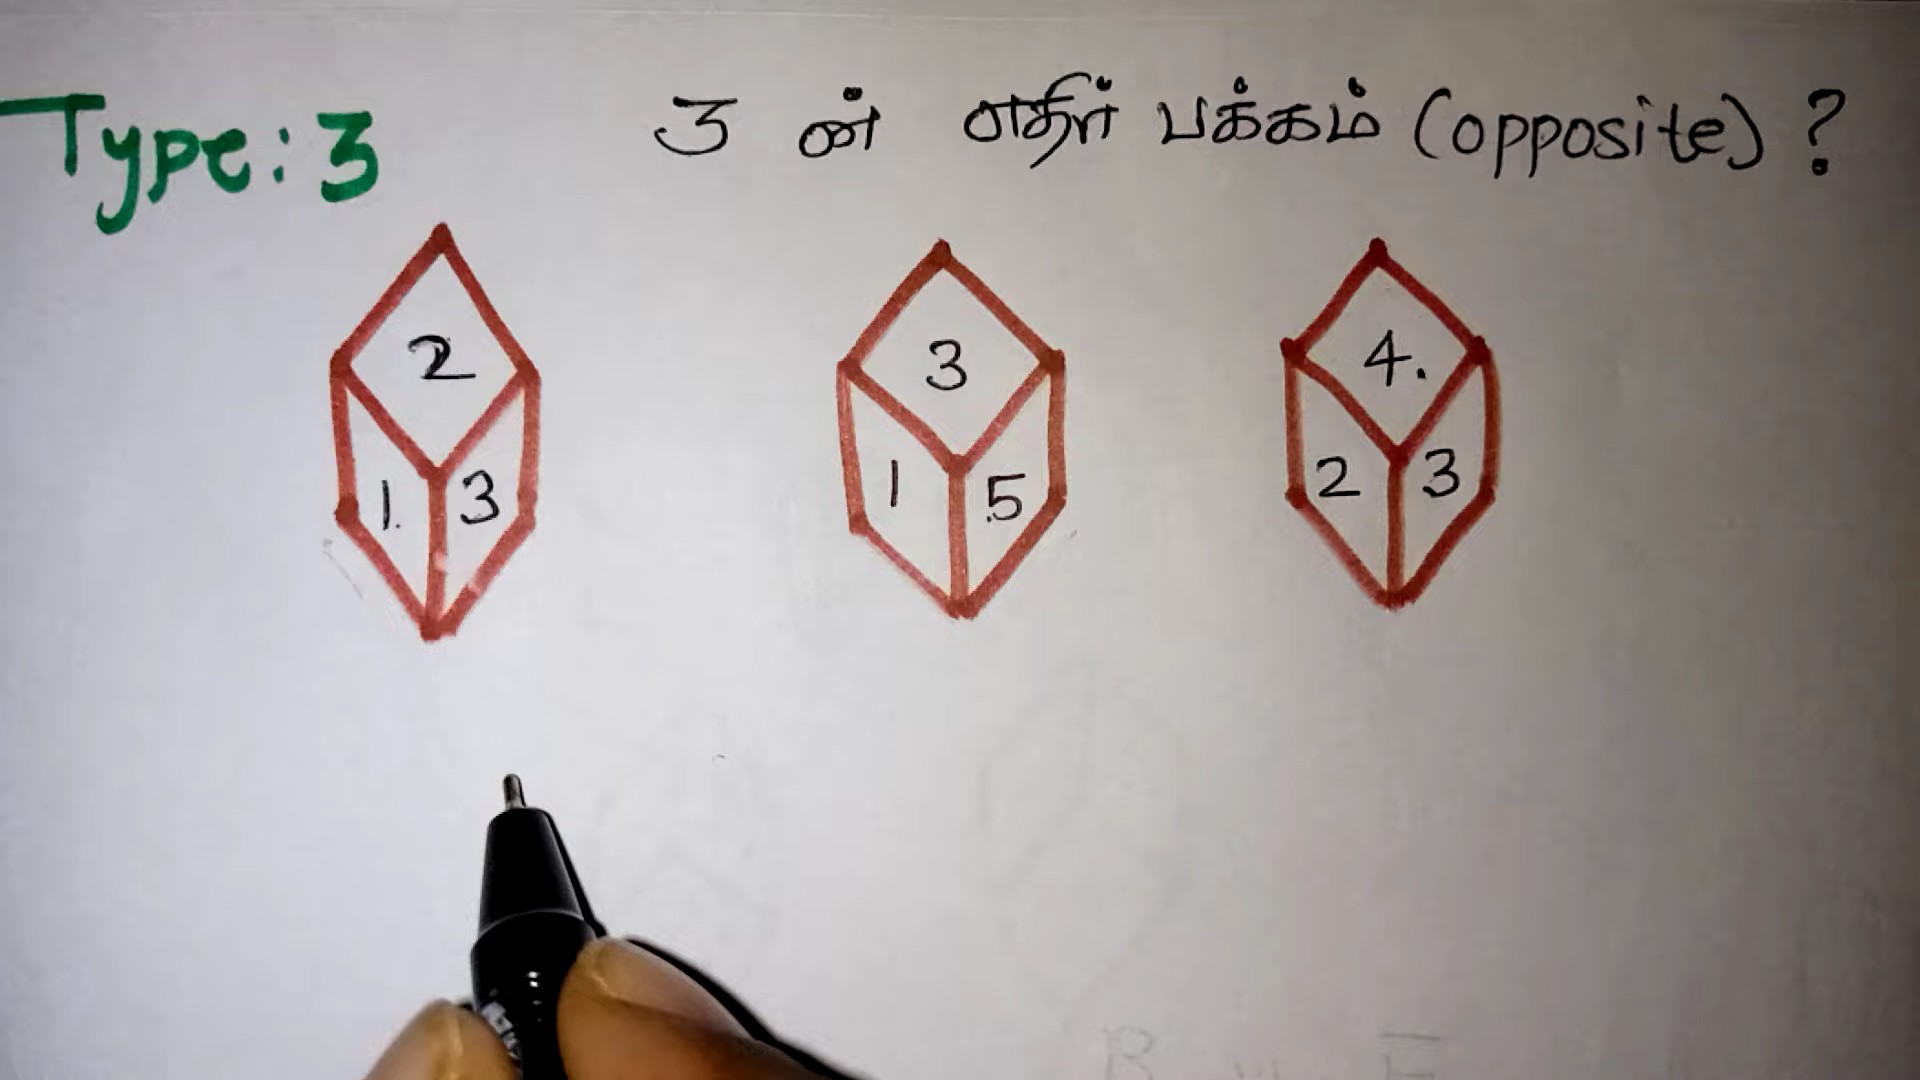 Type: 3
3 ன் எதிர் பக்கம் (opposite) ?
2 3 4.
1. 3 1 5 2 3